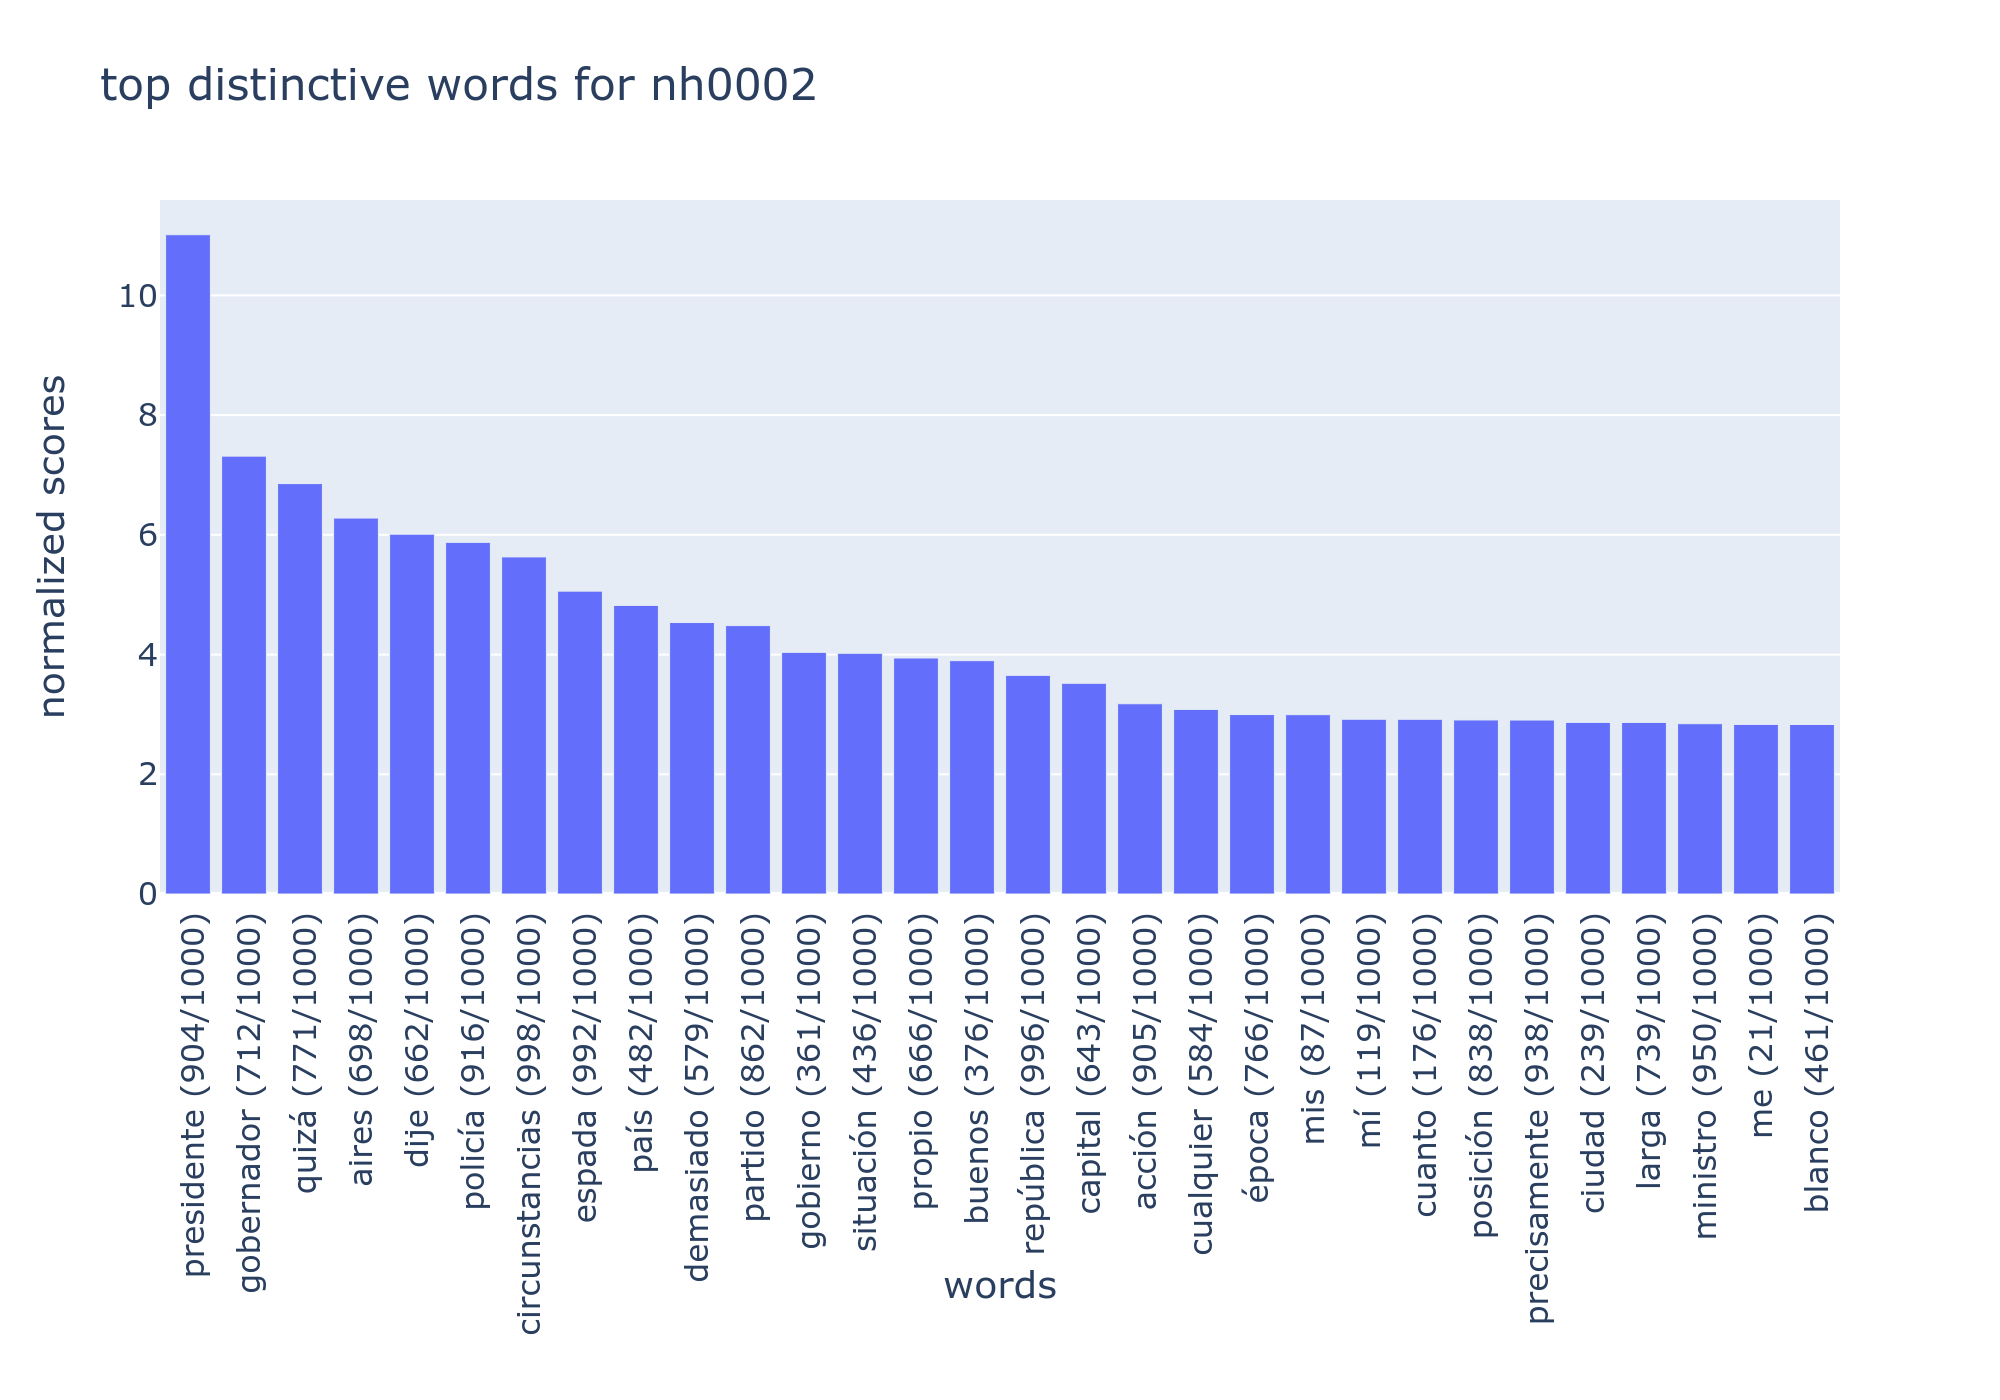 top distinctive words for nh0002
normalized scores
10
8
6
4
2
0
presidente (904/1000)
gobernador (712/1000)
quizá (771/1000)
aires (698/1000)
dije (662/1000)
policía (916/1000)
circunstancias (998/1000)
espada (992/1000)
país (482/1000)
demasiado (579/1000)
partido (862/1000)
gobierno (361/1000)
situación (436/1000)
propio (666/1000)
buenos (376/1000)
república (996/1000)
capital (643/1000)
acción (905/1000)
cualquier (584/1000)
época (766/1000)
mis (87/1000)
mí (119/1000)
cuanto (176/1000)
posición (838/1000)
precisamente (938/1000)
ciudad (239/1000)
larga (739/1000)
ministro (950/1000)
me (21/1000)
blanco (461/1000)
words